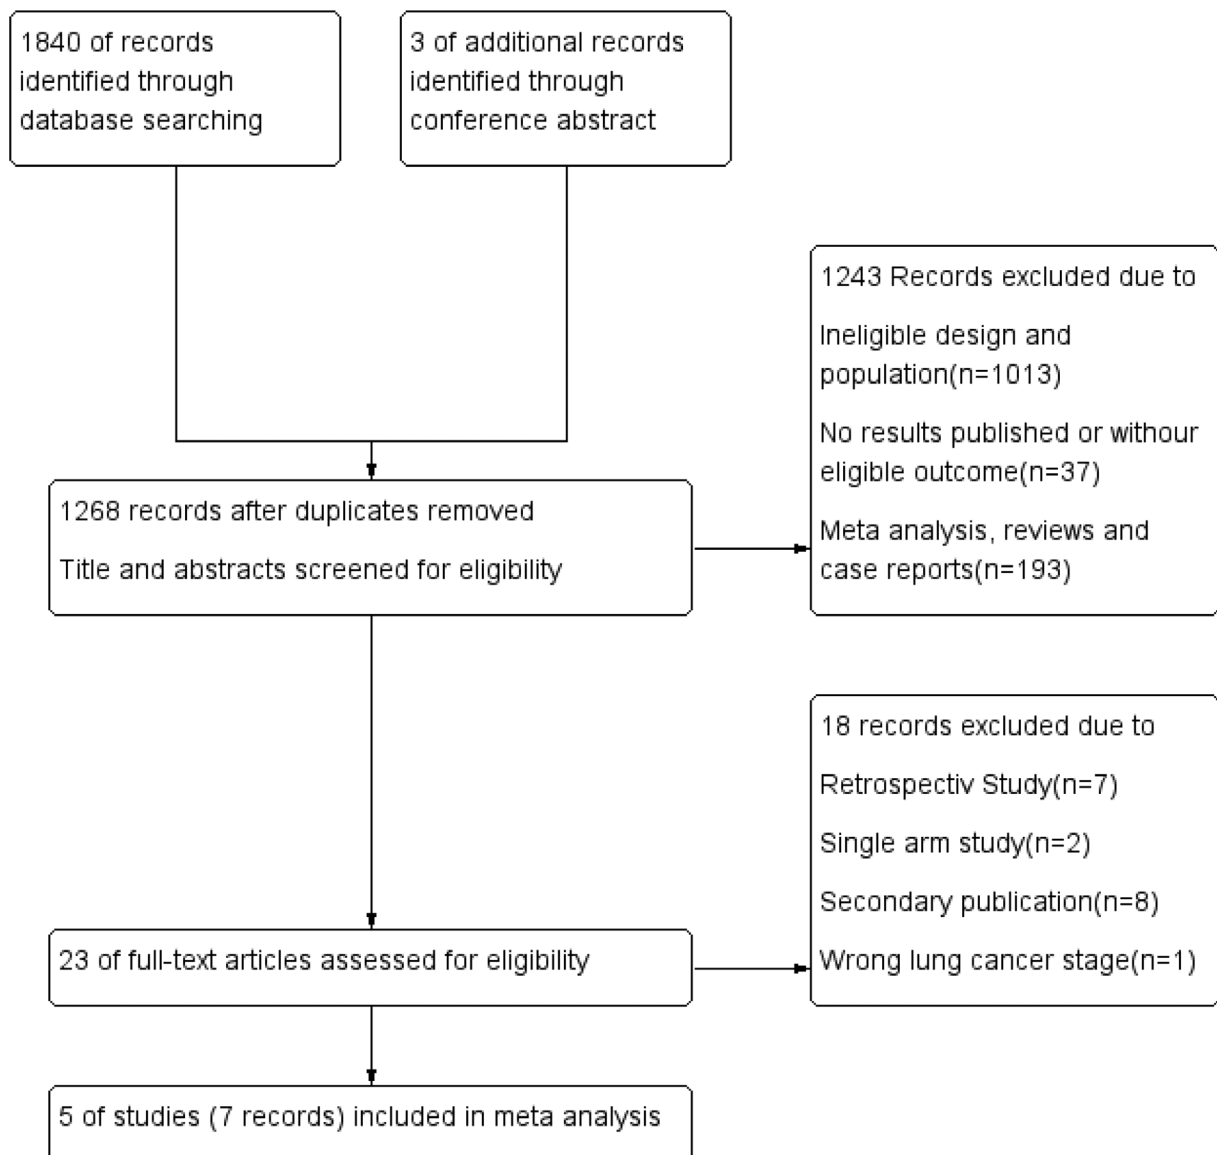 1840 of records
identified through
database searching
3 of additional records
identified through
conference abstract
1243 Records excluded due to
Ineligible design and
population(n=1013)
No results published or withour
eligible outcome(n=37)
Meta analysis, reviews and
case reports(n=193)
1268 records after duplicates removed
Title and abstracts screened for eligibility
18 records excluded due to
Retrospectiv Study(n=7)
Single arm study(n=2)
Secondary publication(n=8)
Wrong lung cancer stage(n=1)
23 of full-text articles assessed for eligibility
5 of studies (7 records) included in meta analysis